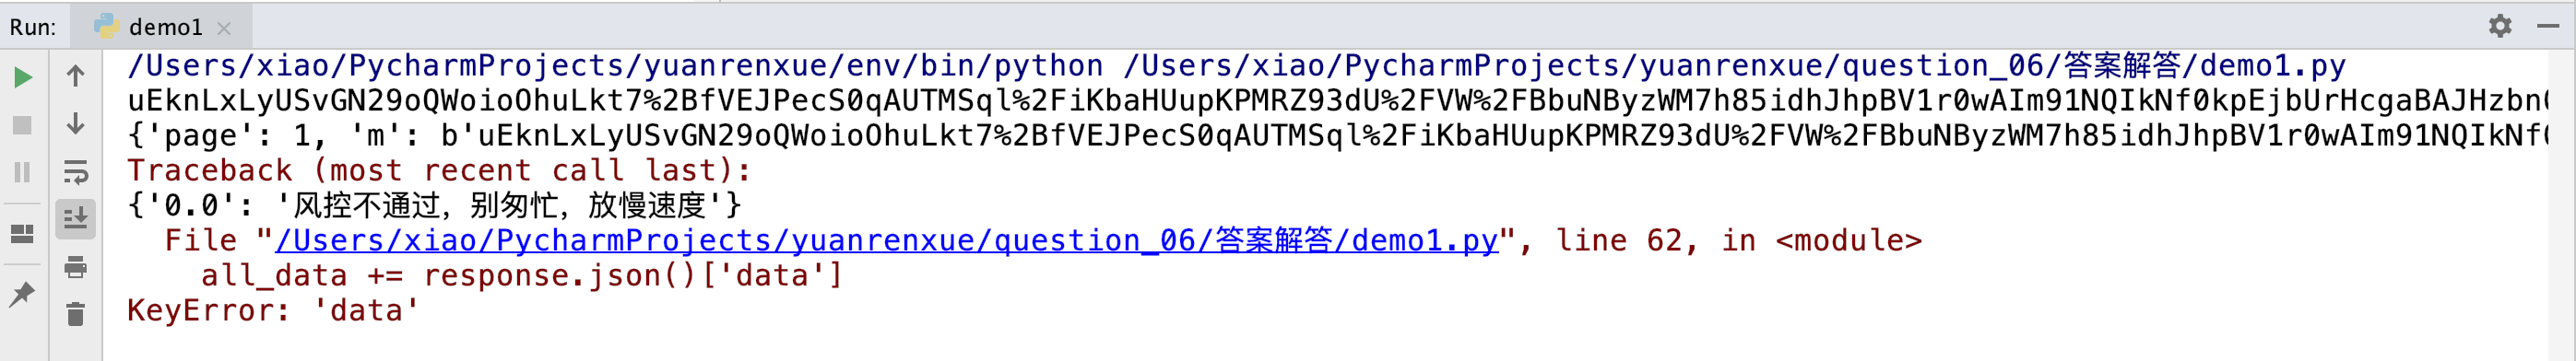 Run: demo1
/Users/xiao/PycharmProjects/yuanrenxue/env/bin/python /Users/xiao/PycharmProjects/yuanrenxue/question_06/答案解答/demo1.py
uEknLxLyUSvGN29oQWoioOhuLkt7%2BfVEJPecS0qAUTMSql%2FiKbaHUupKPMRZ93dU%2FVW%2FBbuNByzWM7h85idhJhpBV1r0wAIm91NQIkNf0kpEjbUrHcgaBAJHzbn
{'page': 1, 'm': b'uEknLxLyUSvGN29oQWoioOhuLkt7%2BfVEJPecS0qAUTMSql%2FiKbaHUupKPMRZ93dU%2FVW%2FBbuNByzWM7h85idhJhpBV1r0wAIm91NQIkNf
Traceback (most recent call last):
{'0.0': '风控不通过，别匆忙，放慢速度'}
  File "/Users/xiao/PycharmProjects/yuanrenxue/question_06/答案解答/demo1.py", line 62, in <module>
    all_data += response.json()['data']
KeyError: 'data'